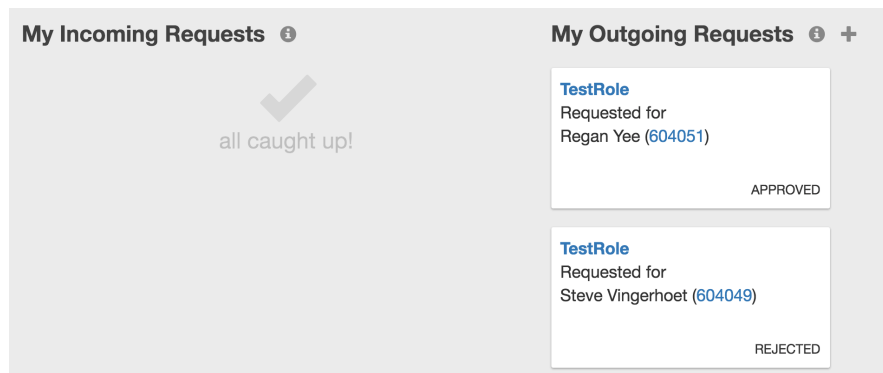 My Incoming Requests
all caught up!
My Outgoing Requests
TestRole
Requested for
Regan Yee (604051)
APPROVED
TestRole
Requested for
Steve Vingerhoet (604049)
REJECTED